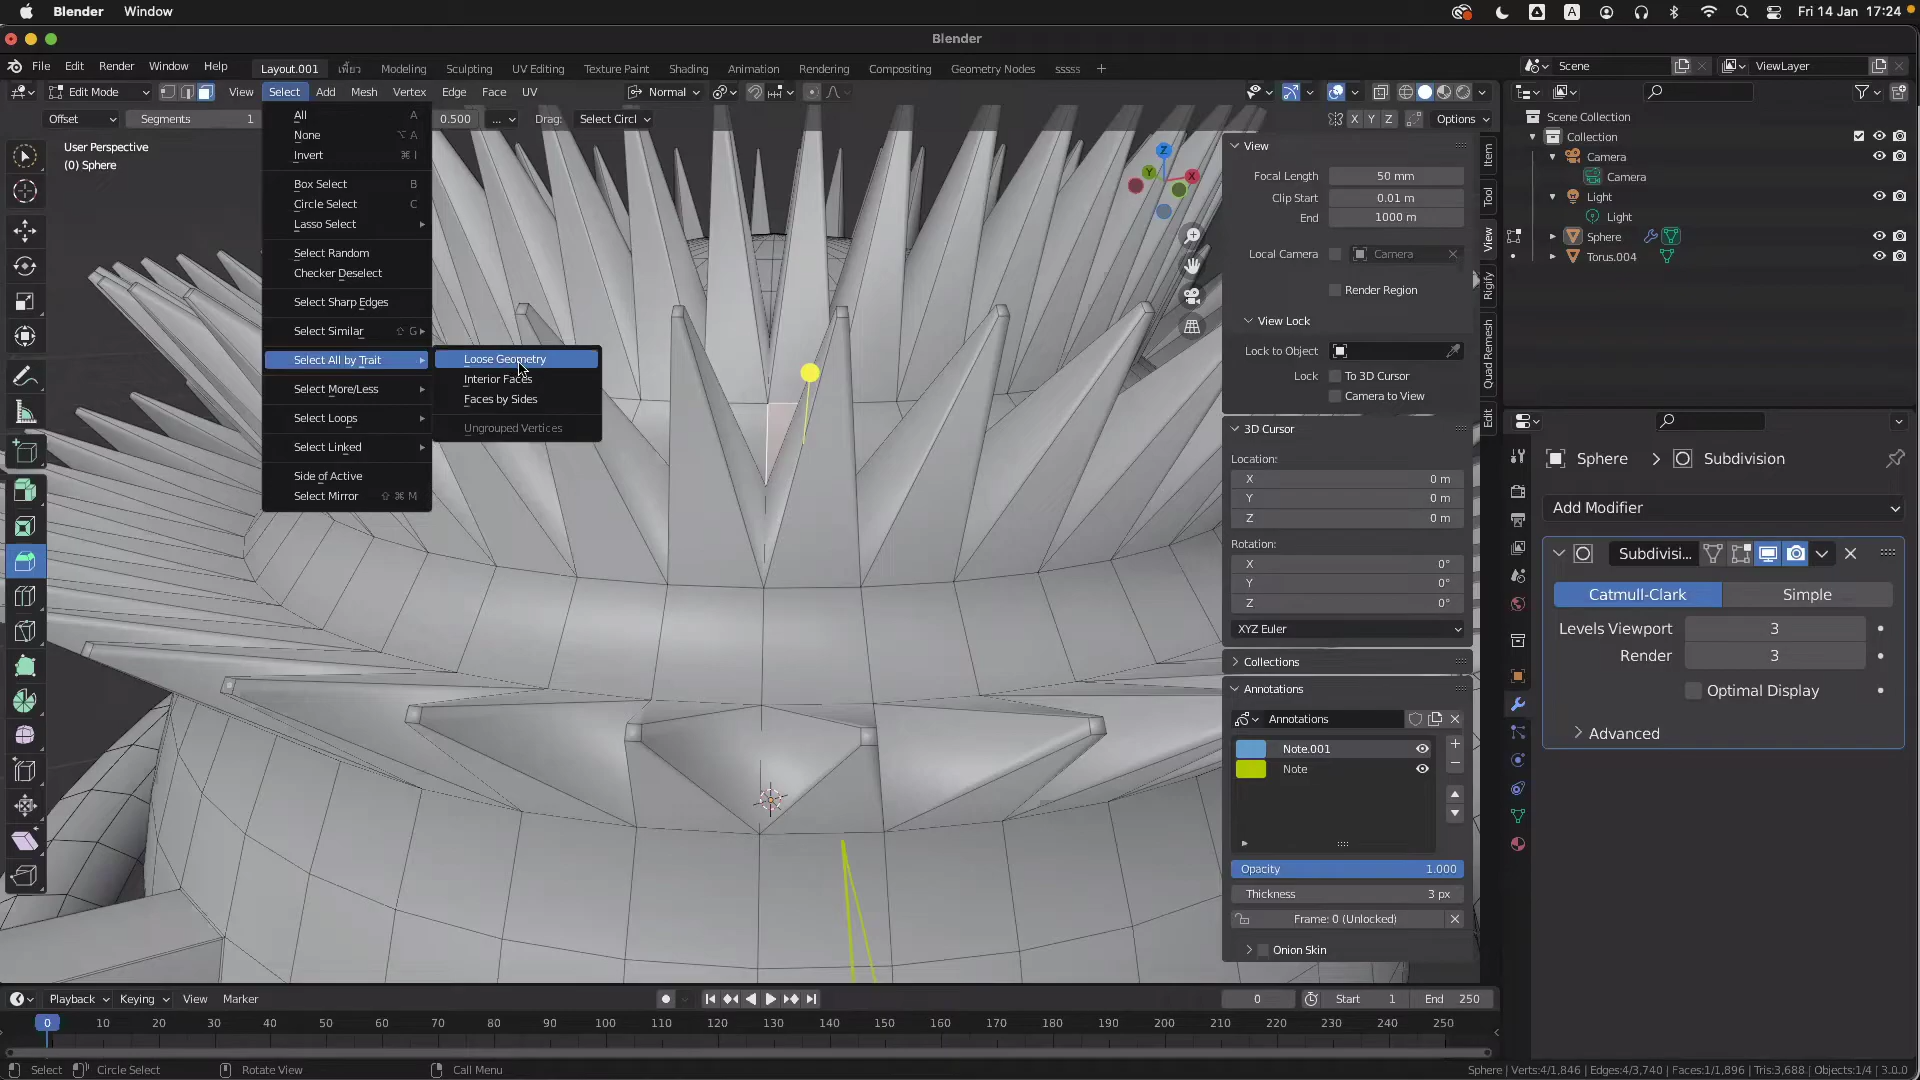 Blender Window A Fri 14 Jan 17:24
Blender
File Edit Render Window Help Layout.001 เพี้ยว Modeling Sculpting UV Editing Texture Paint Shading Animation Rendering Compositing Geometry Nodes sssss + Scene ViewLayer
Edit Mode View Select Add Mesh Vertex Edge Face UV Normal
Offset Segments 1 0.500 ... Drag: Select Circl X Y Z Options
User Perspective
(0) Sphere
All A
None ⌥ A
Invert ⌘ I
Box Select B
Circle Select C
Lasso Select
Select Random
Checker Deselect
Select Sharp Edges
Select Similar ⇧ G
Select All by Trait
Select More/Less
Select Loops
Select Linked
Side of Active
Select Mirror ⇧ ⌘ M
Loose Geometry
Interior Faces
Faces by Sides
Ungrouped Vertices
Z
Y X
View
Focal Length 50 mm
Clip Start 0.01 m
End 1000 m
Local Camera Camera
Render Region
View Lock
Lock to Object
Lock To 3D Cursor
Camera to View
3D Cursor
Location:
X 0 m
Y 0 m
Z 0 m
Rotation:
X 0°
Y 0°
Z 0°
XYZ Euler
Collections
Annotations
Annotations
Note.001
Note
Opacity 1.000
Thickness 3 px
Frame: 0 (Unlocked)
Onion Skin
Item
Tool
View
Rigify
Quad Remesh
Edit
Scene Collection
Collection
Camera
Camera
Light
Light
Sphere
Torus.004
Sphere > Subdivision
Add Modifier
Subdivisi...
Catmull-Clark Simple
Levels Viewport 3
Render 3
Optimal Display
Advanced
Playback Keying View Marker 0 Start 1 End 250
0 10 20 30 40 50 60 70 80 90 100 110 120 130 140 150 160 170 180 190 200 210 220 230 240 250
Select Circle Select Rotate View Call Menu Sphere | Verts:4/1,846 | Edges:4/3,740 | Faces:1/1,896 | Tris:3,688 | Objects:1/4 | 3.0.0